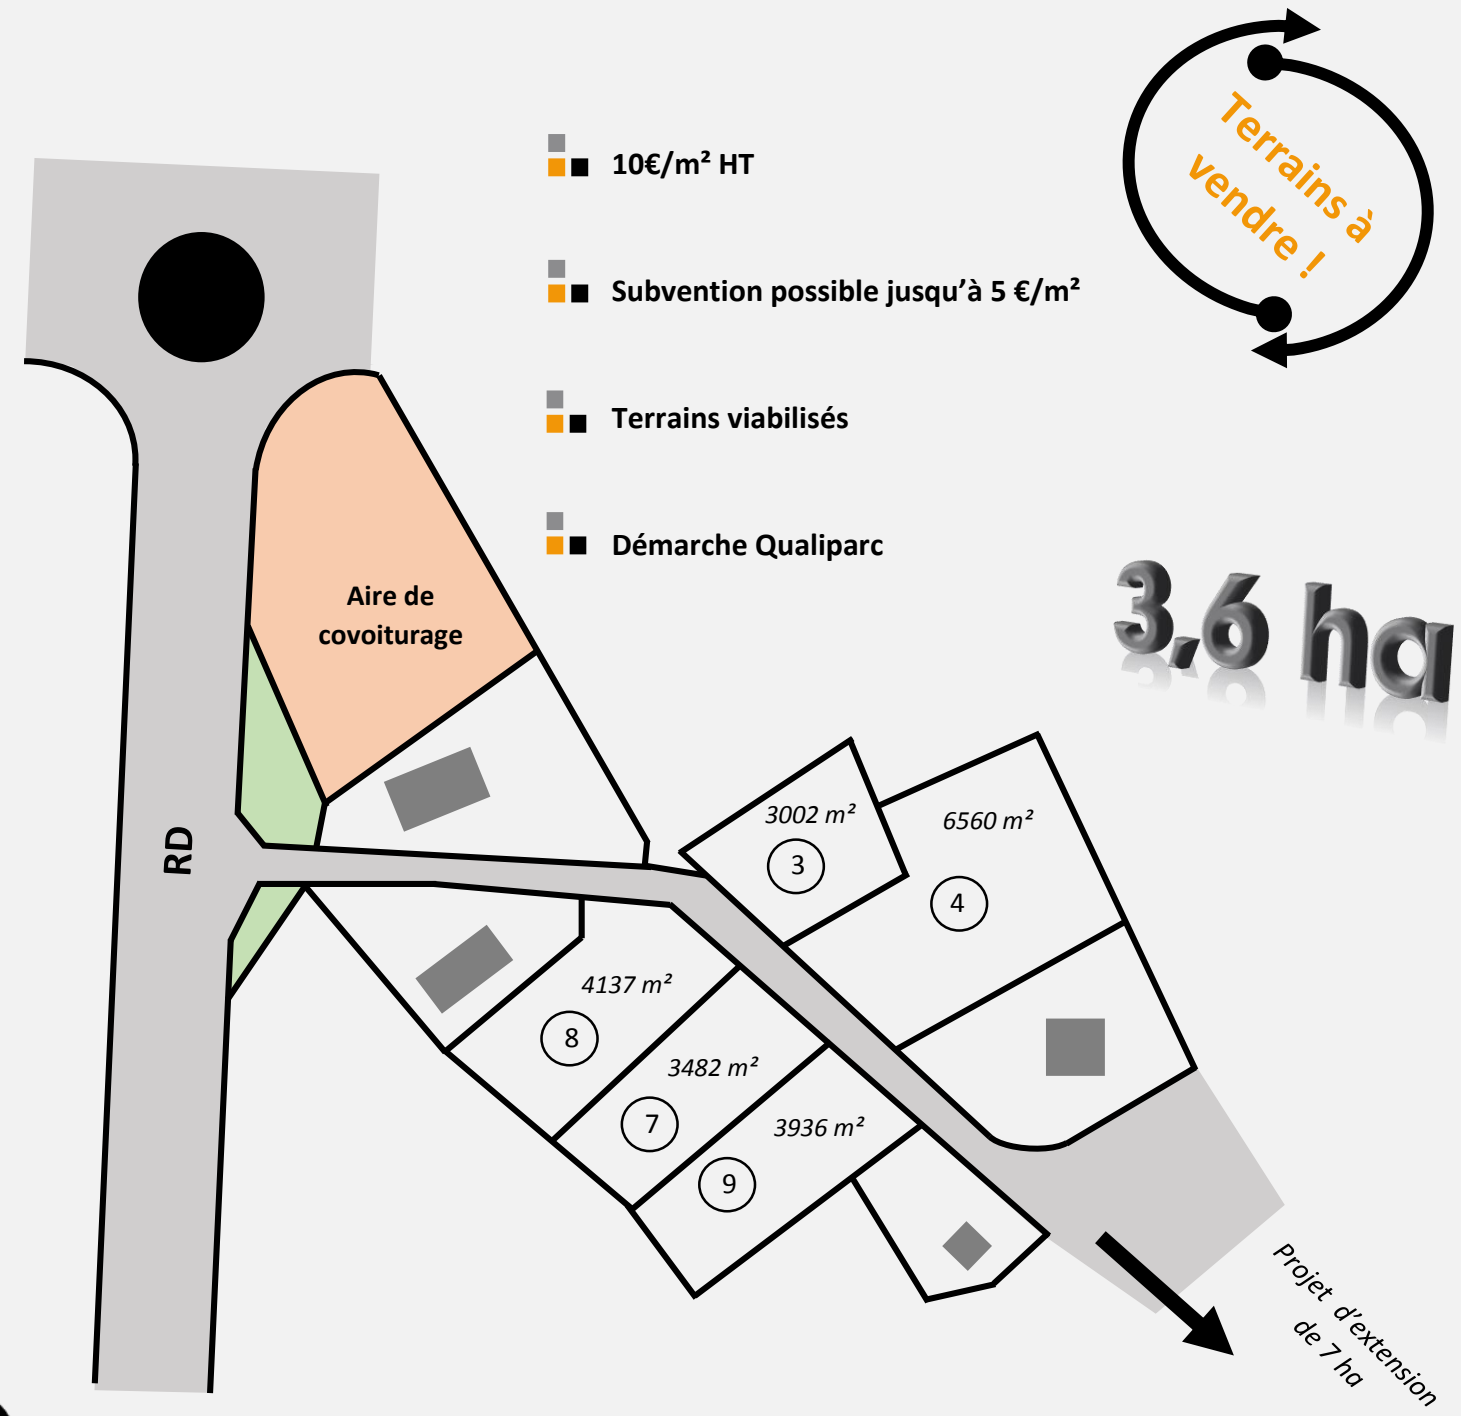 Terrains à
vendre !
10€/m² HT
Subvention possible jusqu’à 5 €/m²
Terrains viabilisés
Démarche Qualiparc
3,6 ha
Aire de
covoiturage
RD
3002 m²
3
6560 m²
4
4137 m²
8
3482 m²
7
3936 m²
9
Projet d’extension
de 7 ha